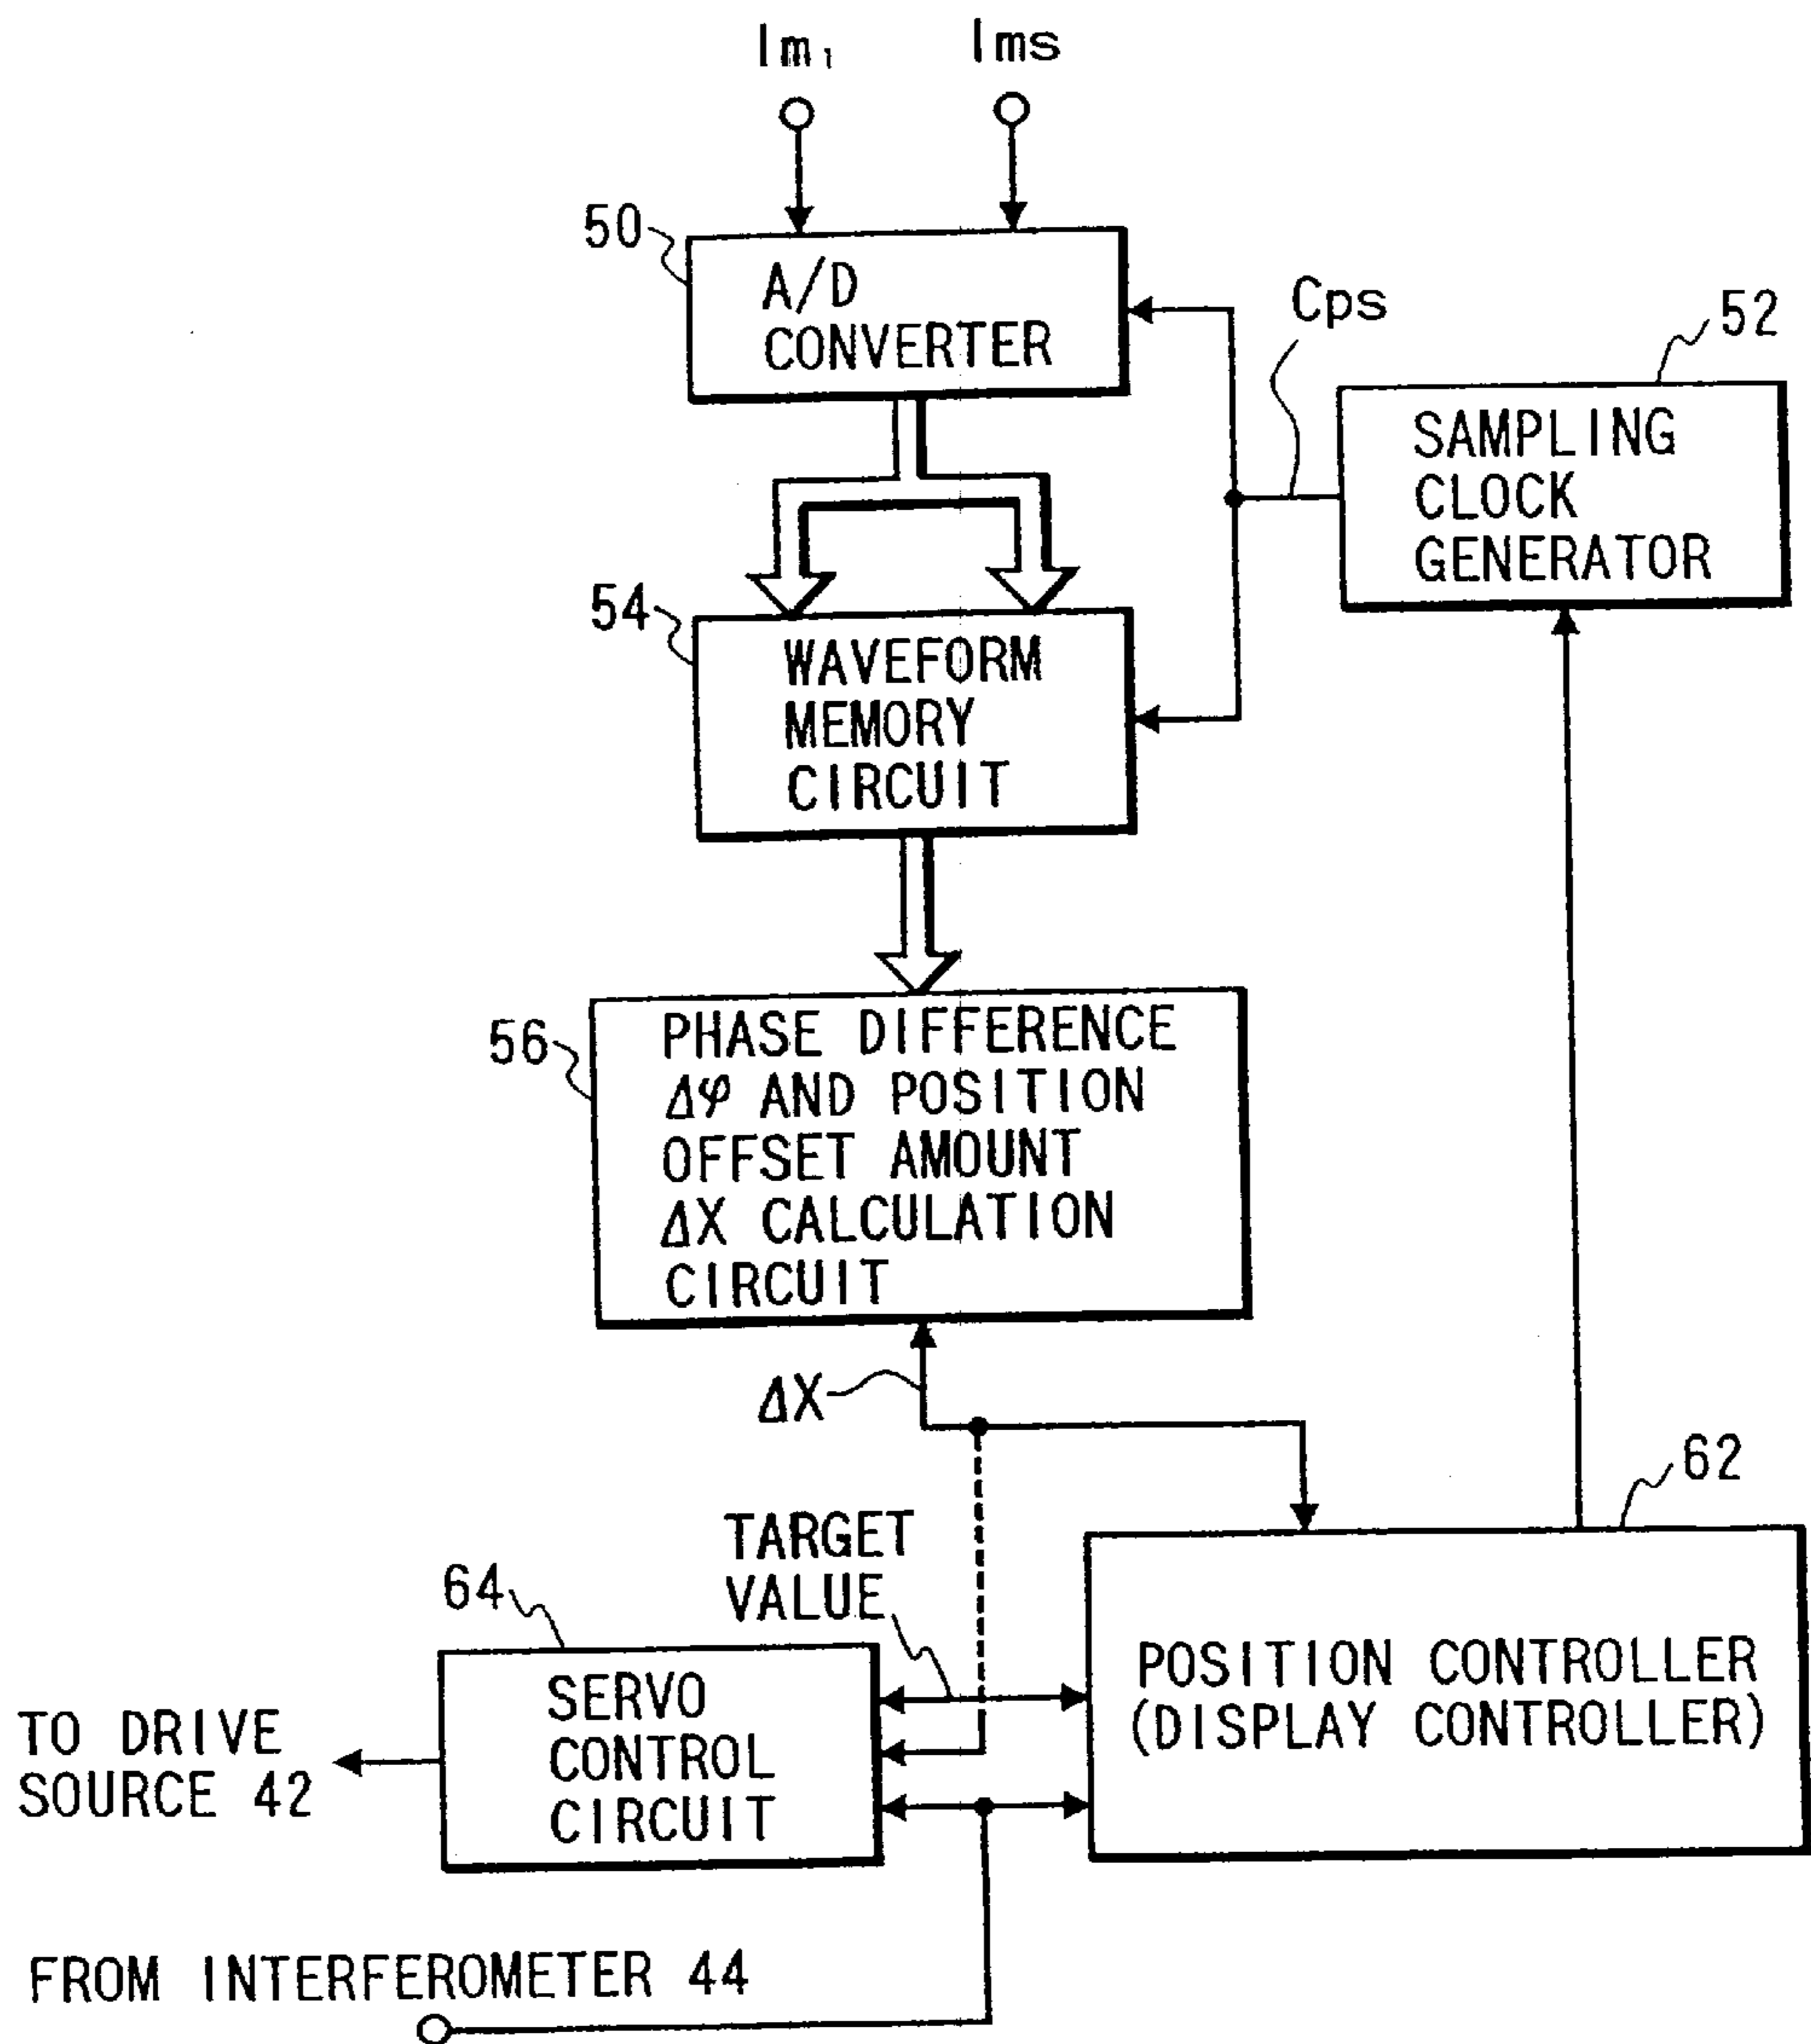 Im₁ Ims
50
A/D
CONVERTER
Cps
52
SAMPLING
CLOCK
GENERATOR
54
WAVEFORM
MEMORY
CIRCUIT
56
PHASE DIFFERENCE
Δφ AND POSITION
OFFSET AMOUNT
ΔX CALCULATION
CIRCUIT
ΔX
62
TARGET
VALUE
64
SERVO
CONTROL
CIRCUIT
POSITION CONTROLLER
(DISPLAY CONTROLLER)
TO DRIVE
SOURCE 42
FROM INTERFEROMETER 44